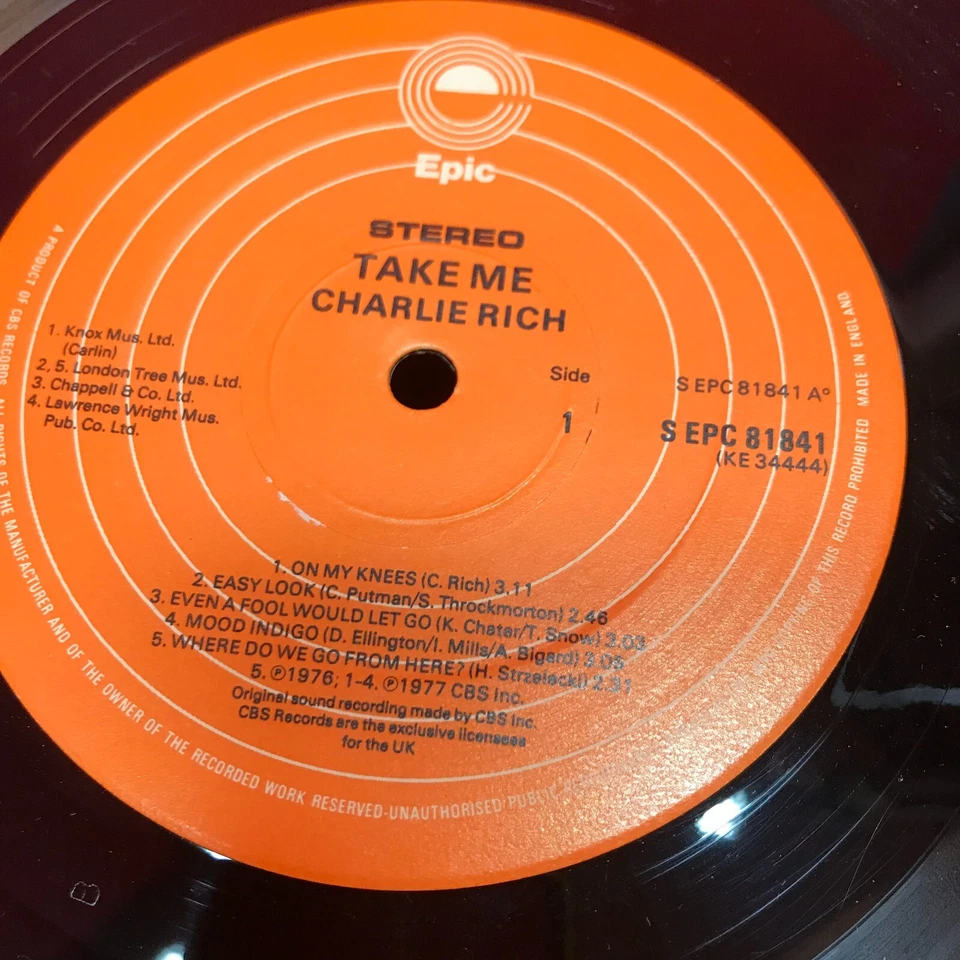 Epic
STEREO
TAKE ME
CHARLIE RICH
1. Knox Mus. Ltd.
(Carlin)
2, 5. London Tree Mus. Ltd.
3. Chappell & Co. Ltd.
4. Lawrence Wright Mus.
Pub. Co. Ltd.
Side
1
S EPC 81841 A°
S EPC 81841
(KE 34444)
1. ON MY KNEES (C. Rich) 3.11
2. EASY LOOK (C. Putman/S. Throckmorton) 2.46
3. EVEN A FOOL WOULD LET GO (K. Chater/T. Snow) 3.03
4. MOOD INDIGO (D. Ellington/I. Mills/A. Bigard) 3.05
5. WHERE DO WE GO FROM HERE? (H. Strzelecki) 2.31
5. ℗1976; 1-4. ℗1977 CBS Inc.
Original sound recording made by CBS Inc.
CBS Records are the exclusive licensees
for the UK
A PRODUCT OF CBS RECORDS ALL RIGHTS OF THE MANUFACTURER AND OF THE OWNER OF THE RECORDED WORK RESERVED-UNAUTHORISED PUBLIC OF THIS RECORD PROHIBITED MADE IN ENGLAND
B